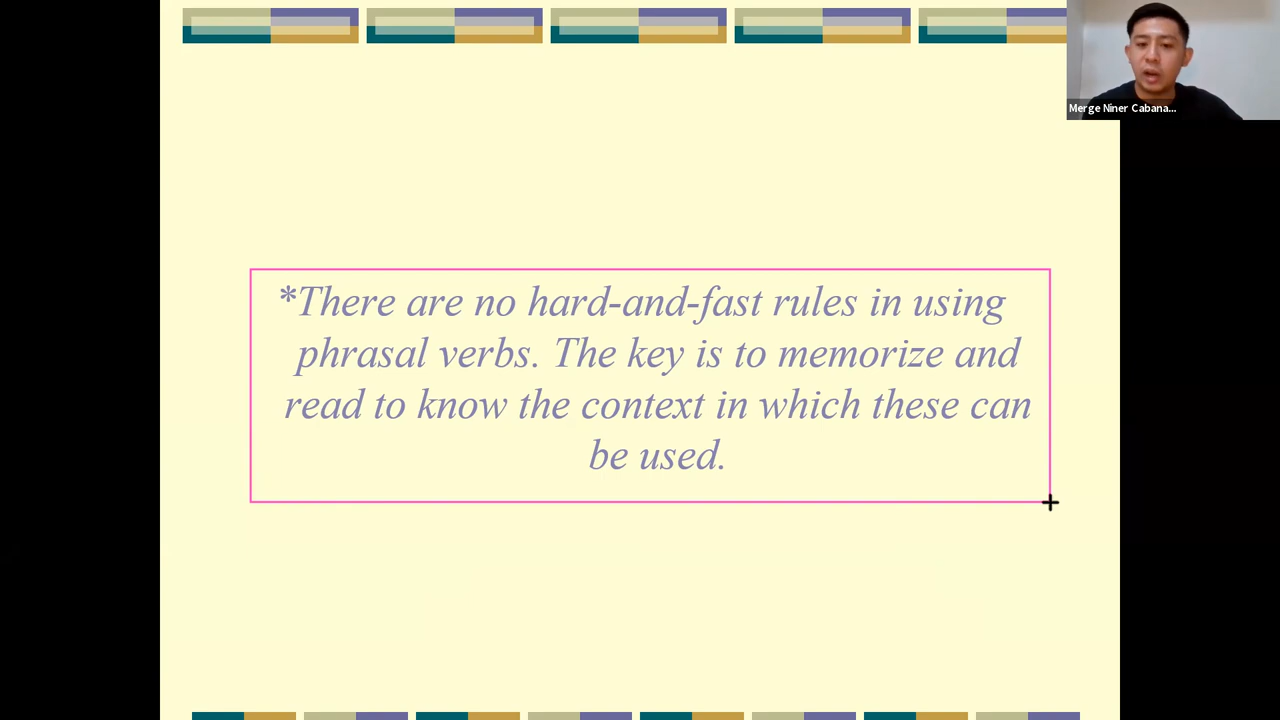 *There are no hard-and-fast rules in using
phrasal verbs. The key is to memorize and
read to know the context in which these can
be used.
Merge Niner Cabana...